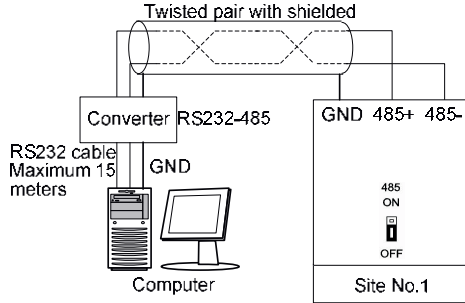 Twisted pair with shielded
Converter RS232-485
GND 485+ 485-
RS232 cable
Maximum 15
meters
GND
485
ON
OFF
Computer
Site No.1